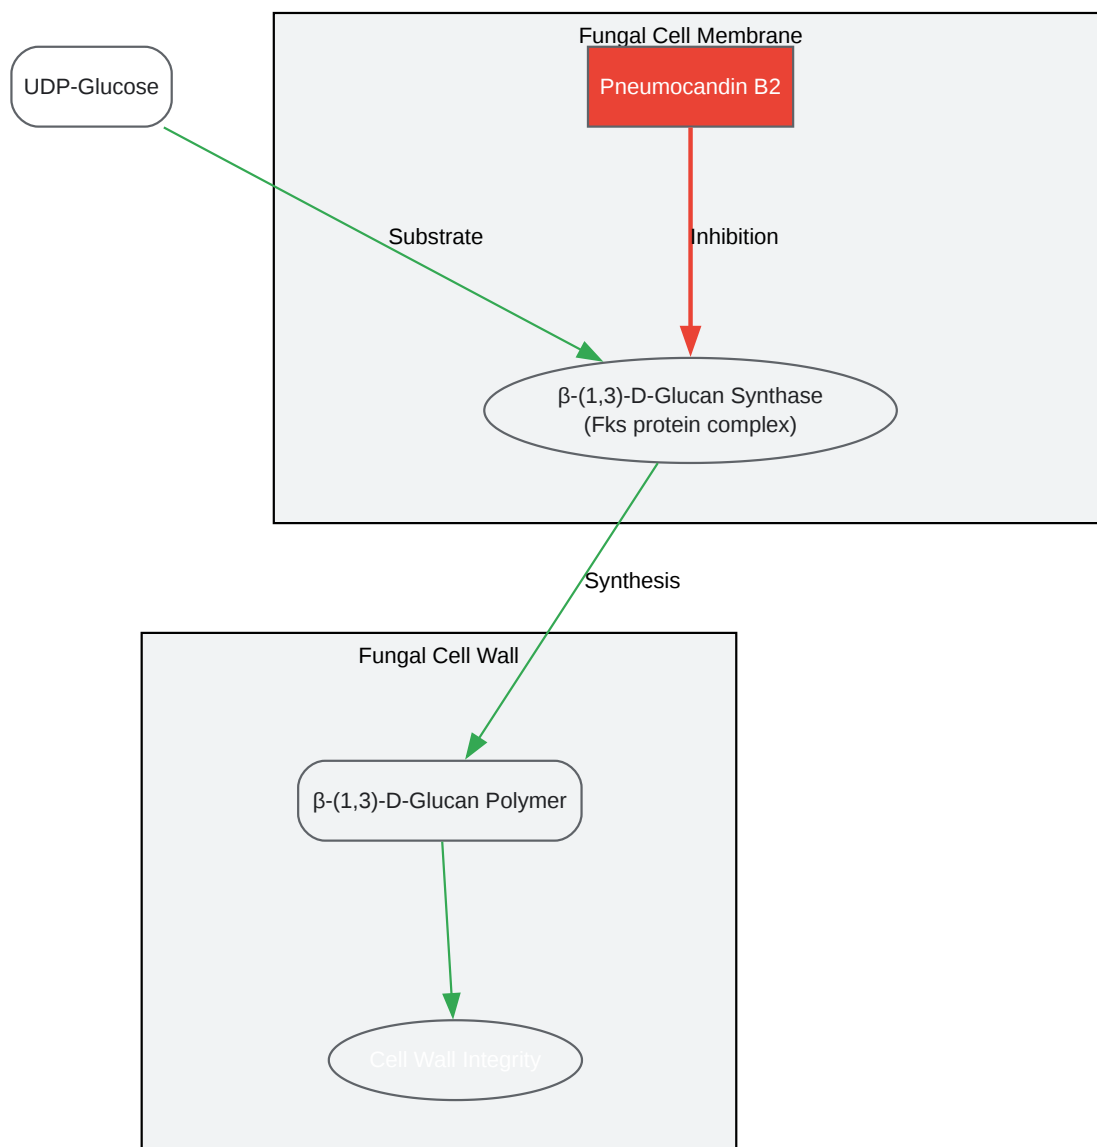 Fungal Cell Membrane
UDP-Glucose
Pneumocandin B2
Substrate
Inhibition
β-(1,3)-D-Glucan Synthase
(Fks protein complex)
Synthesis
Fungal Cell Wall
β-(1,3)-D-Glucan Polymer
Cell Wall Integrity